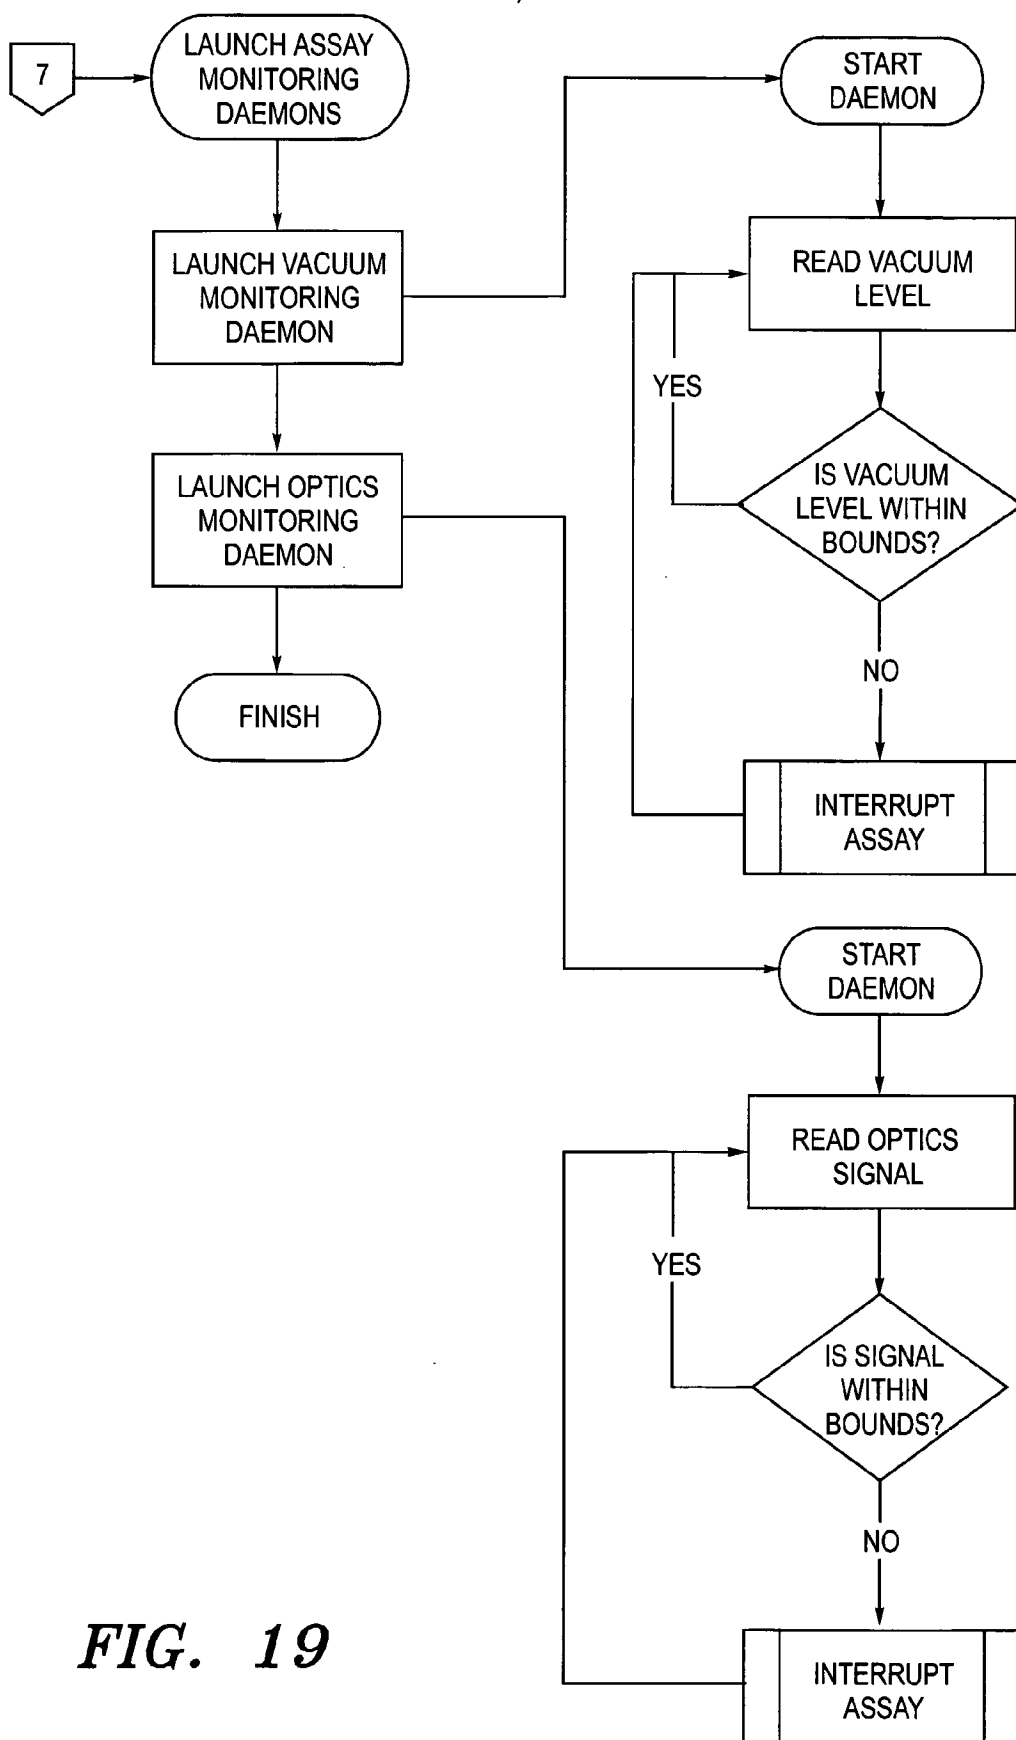 7
LAUNCH ASSAY
MONITORING
DAEMONS
LAUNCH VACUUM
MONITORING
DAEMON
LAUNCH OPTICS
MONITORING
DAEMON
FINISH
START
DAEMON
READ VACUUM
LEVEL
YES
IS VACUUM
LEVEL WITHIN
BOUNDS?
NO
INTERRUPT
ASSAY
START
DAEMON
READ OPTICS
SIGNAL
YES
IS SIGNAL
WITHIN
BOUNDS?
NO
INTERRUPT
ASSAY
FIG. 19